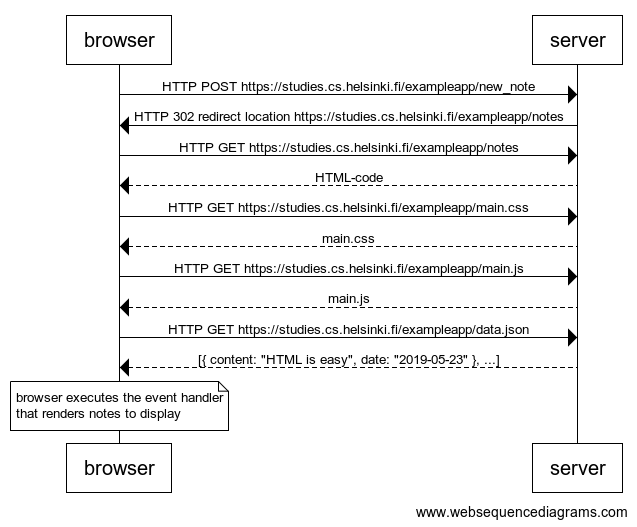 browser server
HTTP POST https://studies.cs.helsinki.fi/exampleapp/new_note
HTTP 302 redirect location https://studies.cs.helsinki.fi/exampleapp/notes
HTTP GET https://studies.cs.helsinki.fi/exampleapp/notes
HTML-code
HTTP GET https://studies.cs.helsinki.fi/exampleapp/main.css
main.css
HTTP GET https://studies.cs.helsinki.fi/exampleapp/main.js
main.js
HTTP GET https://studies.cs.helsinki.fi/exampleapp/data.json
[{ content: "HTML is easy", date: "2019-05-23" }, ...]
browser executes the event handler
that renders notes to display
browser server
www.websequencediagrams.com